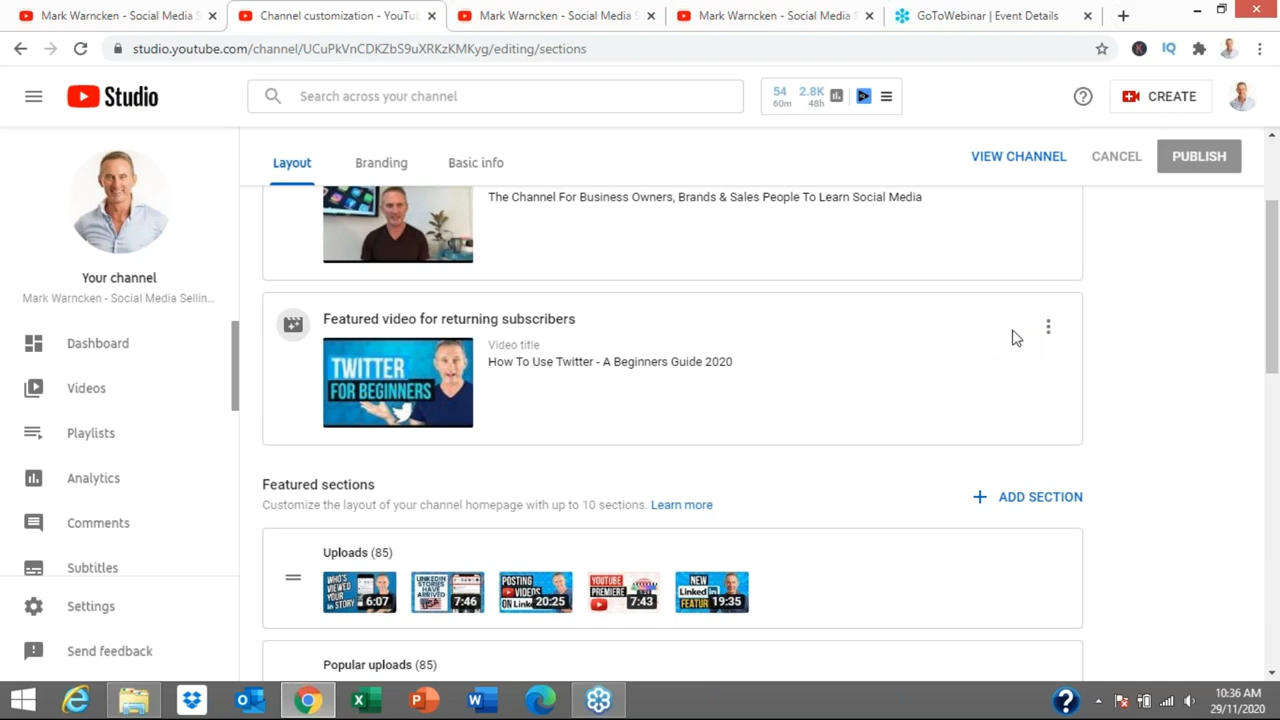 Mark Warncken - Social Media S
Channel customization - YouTu
Mark Warncken - Social Media S
Mark Warncken - Social Media S
GoToWebinar | Event Details
studio.youtube.com/channel/UCuPkVnCDKZbS9uXRKzKMKyg/editing/sections
IQ
Studio
Search across your channel
54
60m
2.8K
48h
CREATE
Layout
Branding
Basic info
VIEW CHANNEL
CANCEL
PUBLISH
The Channel For Business Owners, Brands & Sales People To Learn Social Media
Your channel
Mark Warncken - Social Media Sellin...
Dashboard
Videos
Playlists
Analytics
Comments
Subtitles
Settings
Send feedback
Featured video for returning subscribers
Video title
How To Use Twitter - A Beginners Guide 2020
TWITTER
FOR BEGINNERS
Featured sections
Customize the layout of your channel homepage with up to 10 sections. Learn more
ADD SECTION
Uploads (85)
WHO'S
VIEWED
YOUR
STORY
6:07
LINKEDIN
STORIES
HAVE
ARRIVED
USA
7:46
POSTING
VIDEOS
ON Linke
20:25
YOUTUBE
PREMIERE
7:43
NEW
Linked in
FEATUR
19:35
Popular uploads (85)
10:36 AM
29/11/2020